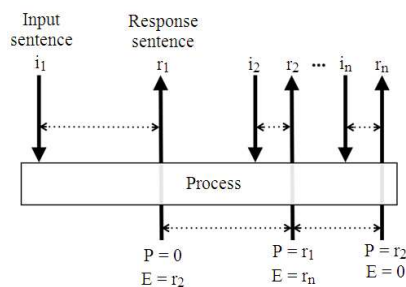 Input
sentence
i1
Response
sentence
r1
i2 r2 ... in rn
Process
P = 0
E = r2
P = r1
E = rn
P = r2
E = 0